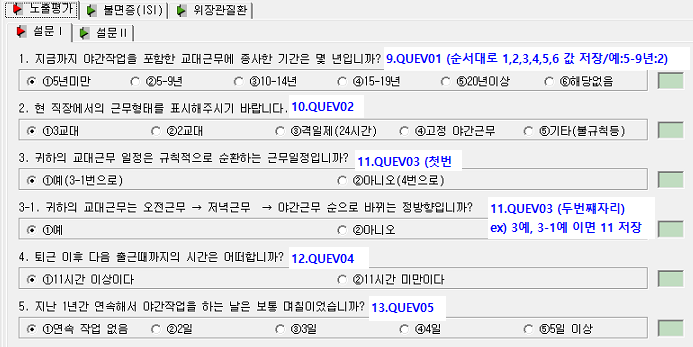 노출평가 불면증(ISI) 위장관질환
설문Ⅰ 설문Ⅱ
1. 지금까지 야간작업을 포함한 교대근무에 종사한 기간은 몇 년입니까? 9.QUEV01 (순서대로 1,2,3,4,5,6 값 저장/예:5-9년:2)
①5년미만 ②5-9년 ③10-14년 ④15-19년 ⑤20년이상 ⑥해당없음
2. 현 직장에서의 근무형태를 표시해주시기 바랍니다. 10.QUEV02
①3교대 ②2교대 ③격일제(24시간) ④고정 야간근무 ⑤기타(불규칙등)
3. 귀하의 교대근무 일정은 규칙적으로 순환하는 근무일정입니까? 11.QUEV03 (첫번
①예(3-1번으로) ②아니오(4번으로)
3-1. 귀하의 교대근무는 오전근무 → 저녁근무 → 야간근무 순으로 바뀌는 정방향입니까? 11.QUEV03 (두번째자리)
ex) 3예, 3-1예 이면 11 저장
①예 ②아니오
4. 퇴근 이후 다음 출근때까지의 시간은 어떠합니까? 12.QUEV04
①11시간 이상이다 ②11시간 미만이다
5. 지난 1년간 연속해서 야간작업을 하는 날은 보통 며칠이었습니까? 13.QUEV05
①연속 작업 없음 ②2일 ③3일 ④4일 ⑤5일 이상